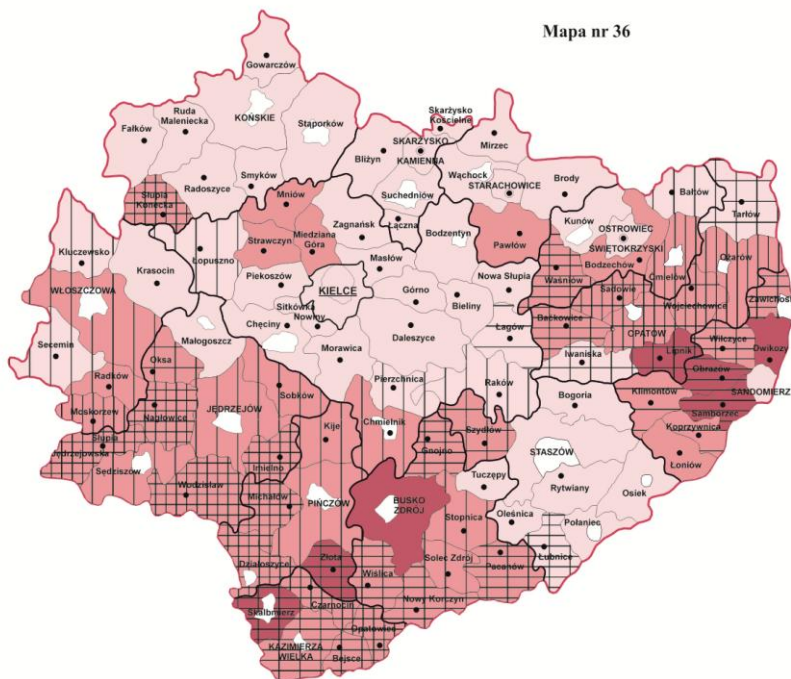 Mapa nr 36
Gowarczów
Ruda
Maleniecka
KOŃSKIE
Stąporków
Fałków
Radoszyce
Smyków
Skarżysko
Kościelne
SKARŻYSKO
KAMIENNA
Bliżyn
Mirzec
Wąchock
STARACHOWICE
Brody
Suchedniów
Łączna
Słupia
Konecka
Mniów
Miedziana
Góra
Strawczyn
Zagnańsk
Bodzentyn
Pawłów
Kunów
OSTROWIEC
ŚWIĘTOKRZYSKI
Bodzechów
Bałtów
Tarłów
Ćmielów
Ożarów
Waśniów
Sadowie
Wojciechowice
Zawichost
Kluczewsko
Krasocin
Łopuszno
Piekoszów
Masłów
KIELCE
Górno
Bieliny
Nowa Słupia
WŁOSZCZOWA
Sitkówka
Nowiny
Chęciny
Daleszyce
Łagów
Baćkowice
OPATÓW
Lipnik
Wilczyce
Dwikozy
Iwaniska
Obrazów
SANDOMIERZ
Secemin
Małogoszcz
Morawica
Oksa
Radków
Sobków
Pierzchnica
Raków
Bogoria
Klimontów
Samborzec
Koprzywnica
Łoniów
Moskorzew
Nagłowice
JĘDRZEJÓW
Kije
Chmielnik
Gnojno
Szydłów
STASZÓW
Słupia
Jędrzejowska
Sędziszów
Imielno
Wodzisław
Michałów
PIŃCZÓW
BUSKO
ZDRÓJ
Tuczępy
Rytwiany
Osiek
Stopnica
Oleśnica
Połaniec
Łubnice
Działoszyce
Złota
Wiślica
Solec Zdrój
Pacanów
Skalbmierz
Czarnocin
Nowy Korczyn
Opatowiec
KAZIMIERZA
WIELKA
Bejsce